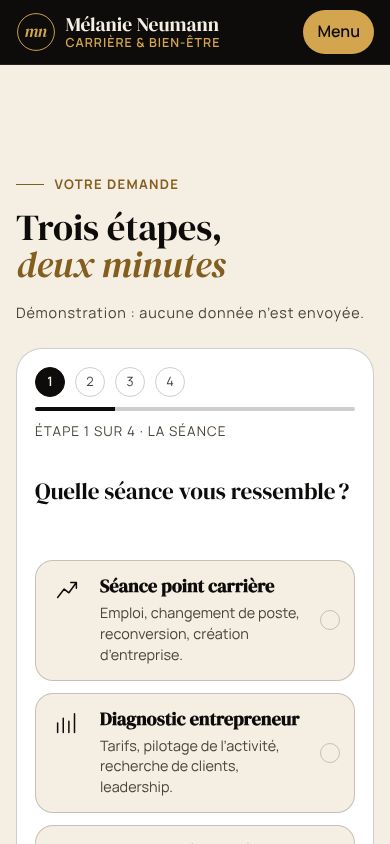 mn
Mélanie Neumann
CARRIÈRE & BIEN-ÊTRE
Menu
VOTRE DEMANDE
Trois étapes,
deux minutes
Démonstration : aucune donnée n'est envoyée.
1 2 3 4
ÉTAPE 1 SUR 4 · LA SÉANCE
Quelle séance vous ressemble ?
Séance point carrière
Emploi, changement de poste,
reconversion, création
d'entreprise.
Diagnostic entrepreneur
Tarifs, pilotage de l'activité,
recherche de clients,
leadership.